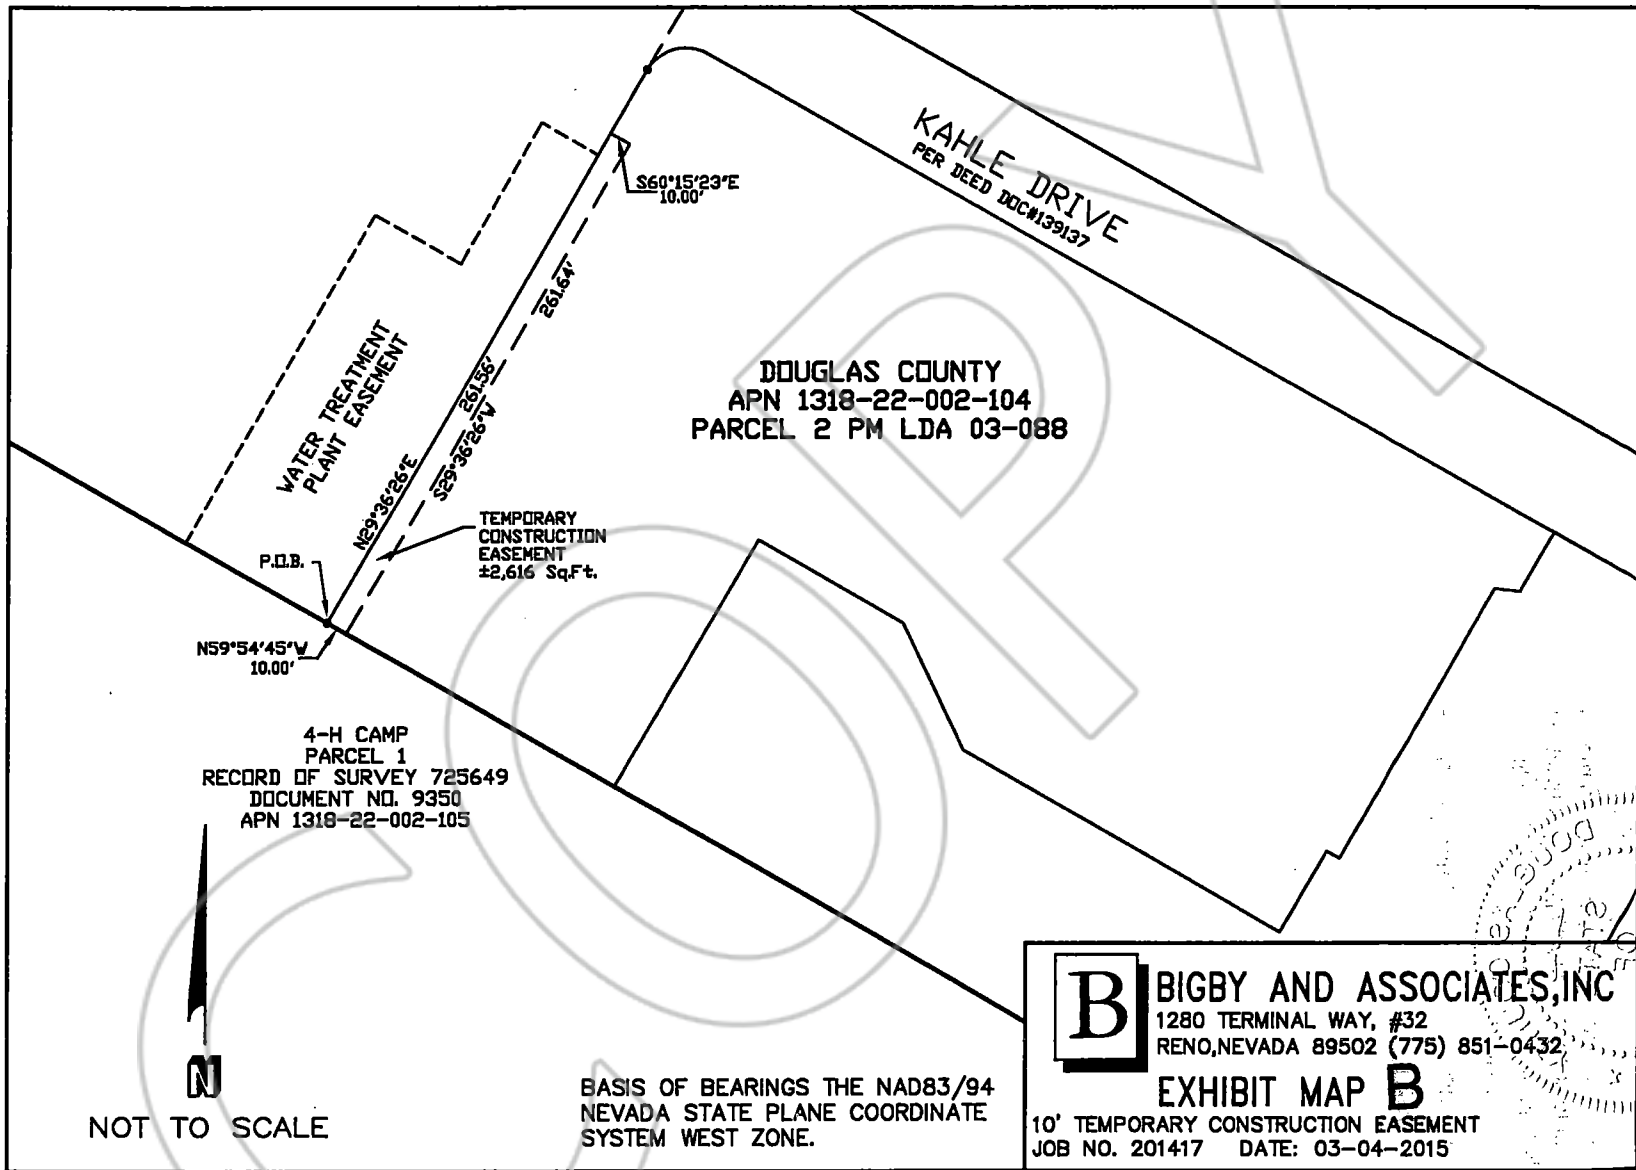 KAHLE DRIVE
PER DEED DOC#139137
S60°15'23"E
10.00'
261.64'
261.56'
S29°36'26"W
N29°36'26"E
WATER TREATMENT
PLANT EASEMENT
DOUGLAS COUNTY
APN 1318-22-002-104
PARCEL 2 PM LDA 03-088
TEMPORARY
CONSTRUCTION
EASEMENT
±2,616 Sq.Ft.
P.O.B.
N59°54'45"W
10.00'
4-H CAMP
PARCEL 1
RECORD OF SURVEY 725649
DOCUMENT NO. 9350
APN 1318-22-002-105
N
NOT TO SCALE
BASIS OF BEARINGS THE NAD83/94
NEVADA STATE PLANE COORDINATE
SYSTEM WEST ZONE.
B
BIGBY AND ASSOCIATES,INC
1280 TERMINAL WAY, #32
RENO,NEVADA 89502 (775) 851-0432
EXHIBIT MAP B
10' TEMPORARY CONSTRUCTION EASEMENT
JOB NO. 201417 DATE: 03-04-2015
COPY